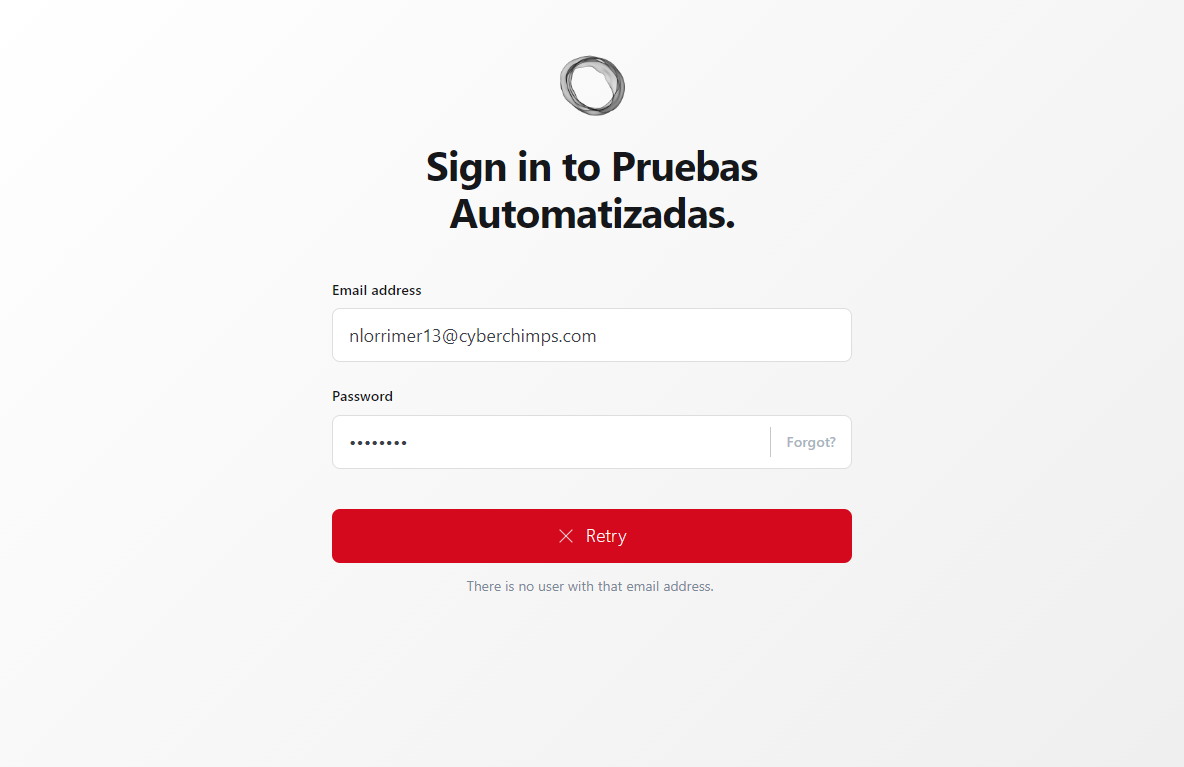 Sign in to Pruebas
Automatizadas.
Email address
nlorrimer13@cyberchimps.com
Password
••••••••
Forgot?
Retry
There is no user with that email address.